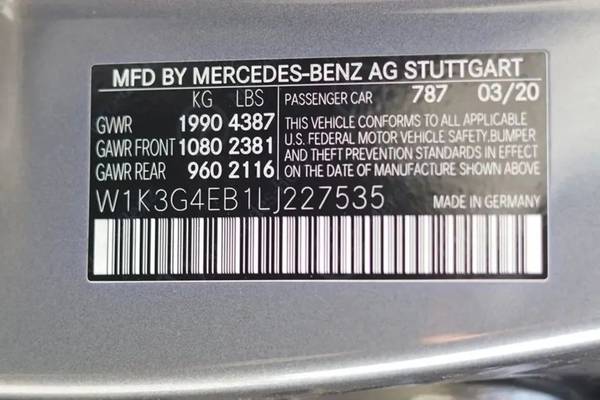 MFD BY MERCEDES-BENZ AG STUTTGART
KG LBS PASSENGER CAR 787 03/20
GVWR 1990 4387 THIS VEHICLE CONFORMS TO ALL APPLICABLE
U.S. FEDERAL MOTOR VEHICLE SAFETY, BUMPER
GAWR FRONT 1080 2381 AND THEFT PREVENTION STANDARDS IN EFFECT
GAWR REAR 960 2116 ON THE DATE OF MANUFACTURE SHOWN ABOVE
W1K3G4EB1LJ227535 MADE IN GERMANY